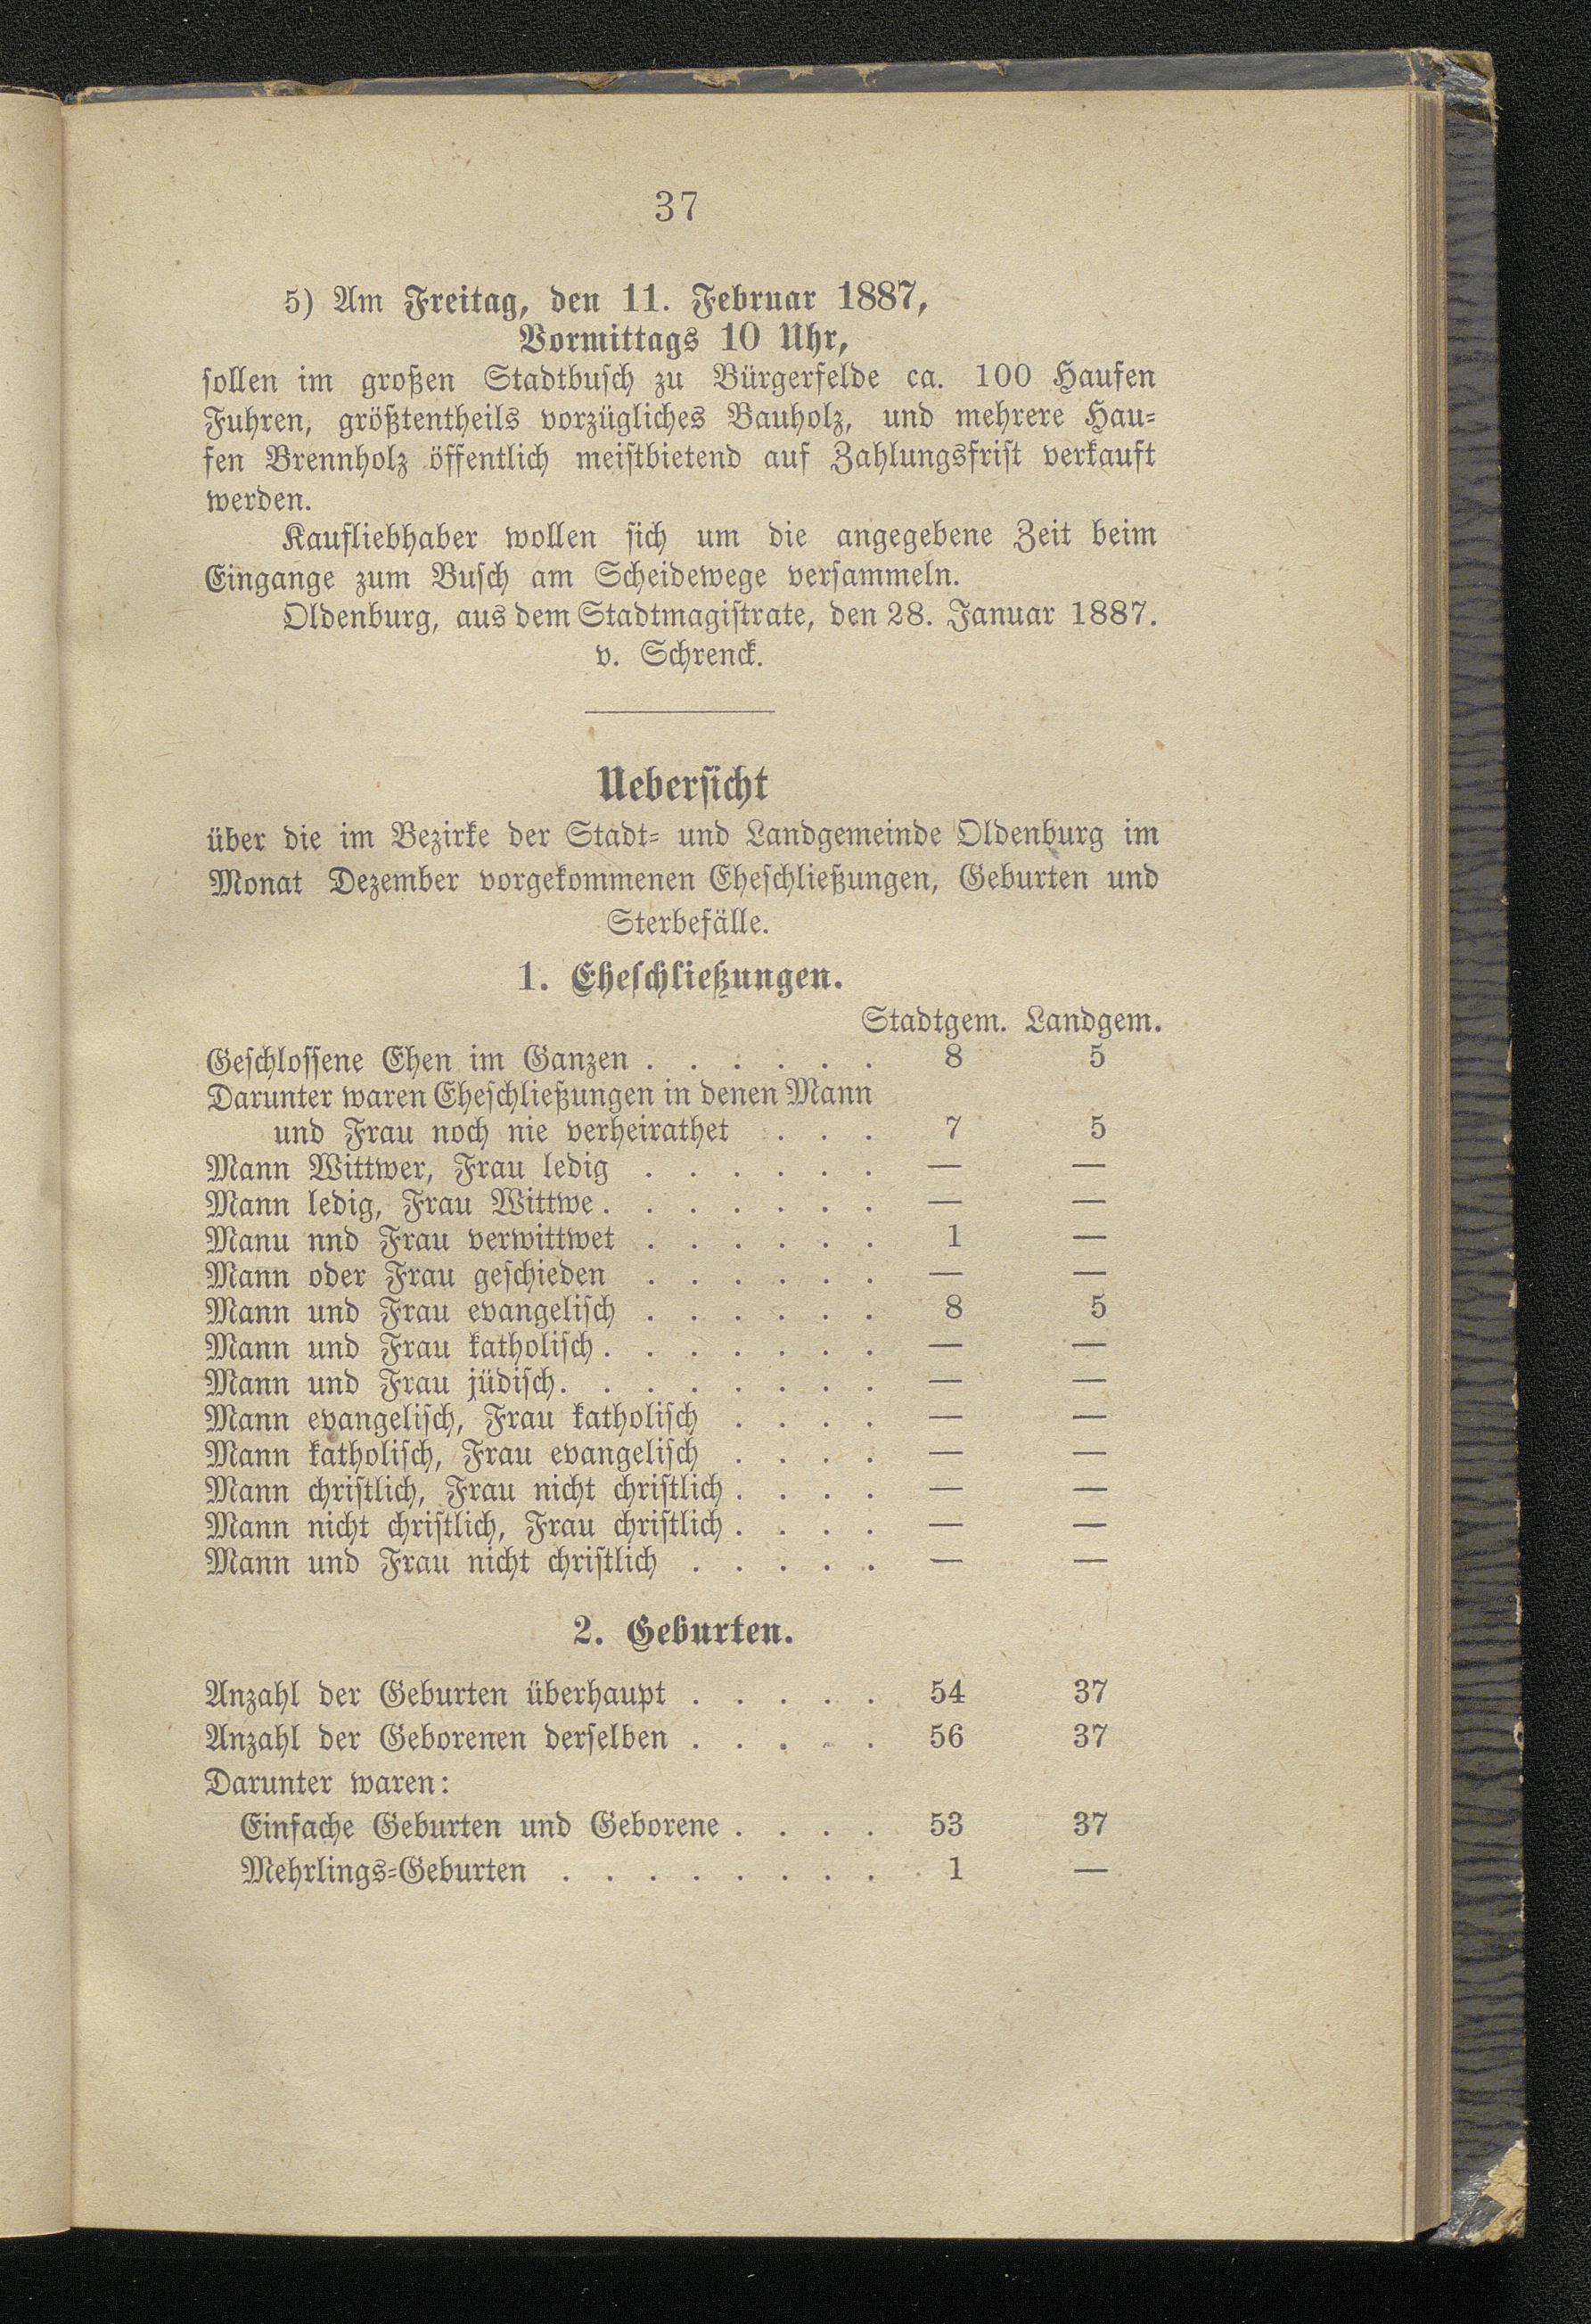 37
5) Am Freitag, den 11. Februar 1887,
Vormittags 10 Uhr,
sollen im großen Stadtbusch zu Bürgerfelde ca. 100 Haufen
Fuhren, größtentheils vorzügliches Bauholz, und mehrere Hau=
fen Brennholz öffentlich meistbietend auf Zahlungsfrist verkauft
werden.
Kaufliebhaber wollen sich um die angegebene Zeit beim
Eingange zum Busch am Scheidewege versammeln.
Oldenburg, aus dem Stadtmagistrate, den 28. Januar 1887.
v. Schrenck.
Uebersicht
über die im Bezirke der Stadt= und Landgemeinde Oldenburg im
Monat Dezember vorgekommenen Eheschließungen, Geburten und
Sterbefälle.
1. Eheschließungen.
Stadtgem. Landgem.
Geschlossene Ehen im Ganzen . . . . . . 8 5
Darunter waren Eheschließungen in denen Mann
und Frau noch nie verheirathet . . . 7 5
Mann Wittwer, Frau ledig . . . . . . — —
Mann ledig, Frau Wittwe . . . . . . . — —
Manu nnd Frau verwittwet . . . . . . 1 —
Mann oder Frau geschieden . . . . . . — —
Mann und Frau evangelisch . . . . . . 8 5
Mann und Frau katholisch . . . . . . . — —
Mann und Frau jüdisch . . . . . . . . — —
Mann evangelisch, Frau katholisch . . . . — —
Mann katholisch, Frau evangelisch . . . . — —
Mann christlich, Frau nicht christlich . . . . — —
Mann nicht christlich, Frau christlich . . . . — —
Mann und Frau nicht christlich . . . . . — —
2. Geburten.
Anzahl der Geburten überhaupt . . . . . 54 37
Anzahl der Geborenen derselben . . . . . 56 37
Darunter waren:
Einfache Geburten und Geborene . . . . 53 37
Mehrlings=Geburten . . . . . . . . 1 —